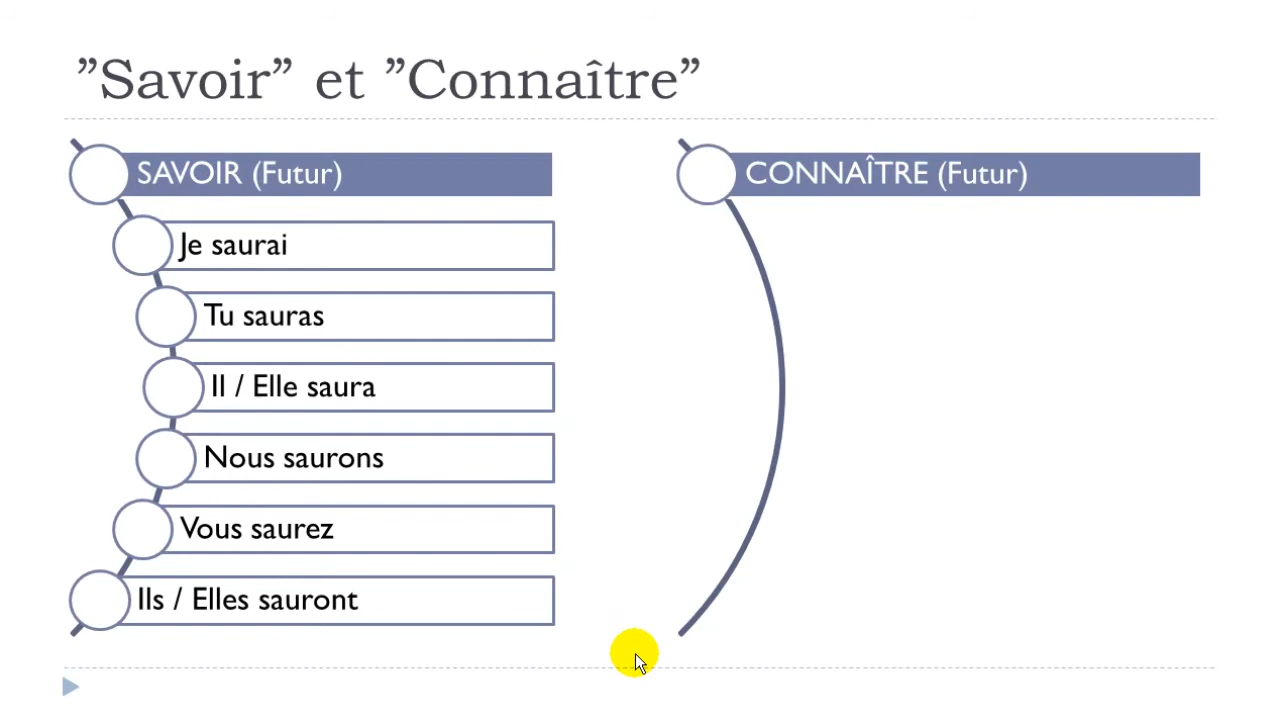 ”Savoir” et ”Connaître”
SAVOIR (Futur)
Je saurai
Tu sauras
Il / Elle saura
Nous saurons
Vous saurez
Ils / Elles sauront
CONNAÎTRE (Futur)